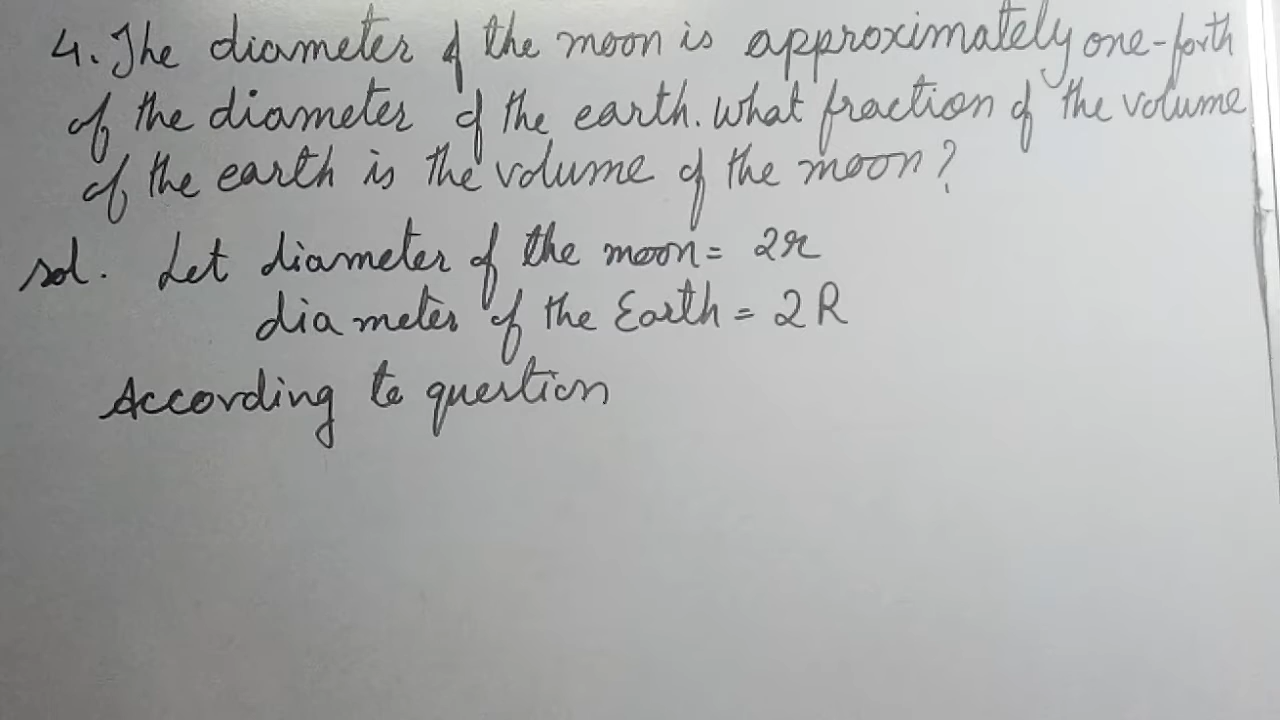 4. The diameter of the moon is approximately one-forth
of the diameter of the earth. What fraction of the volume
of the earth is the volume of the moon?
sol. Let diameter of the moon = 2r
diameter of the Earth = 2R
According to question